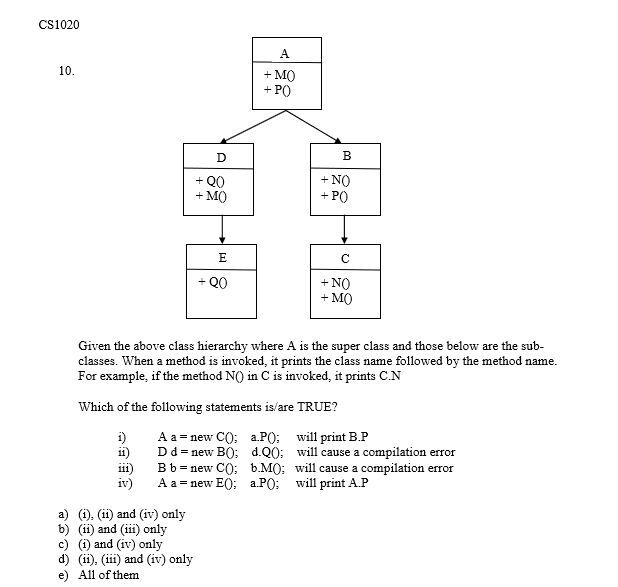 CS1020
10.
A
+ M()
+ P()
D
+ Q()
+ M()
B
+ N()
+ P()
E
+ Q()
C
+ N()
+ M()
Given the above class hierarchy where A is the super class and those below are the sub-
classes. When a method is invoked, it prints the class name followed by the method name.
For example, if the method N() in C is invoked, it prints C.N
Which of the following statements is/are TRUE?
i) A a = new C(); a.P(); will print B.P
ii) D d = new B(); d.Q(); will cause a compilation error
iii) B b = new C(); b.M(); will cause a compilation error
iv) A a = new E(); a.P(); will print A.P
a) (i), (ii) and (iv) only
b) (ii) and (iii) only
c) (i) and (iv) only
d) (ii), (iii) and (iv) only
e) All of them